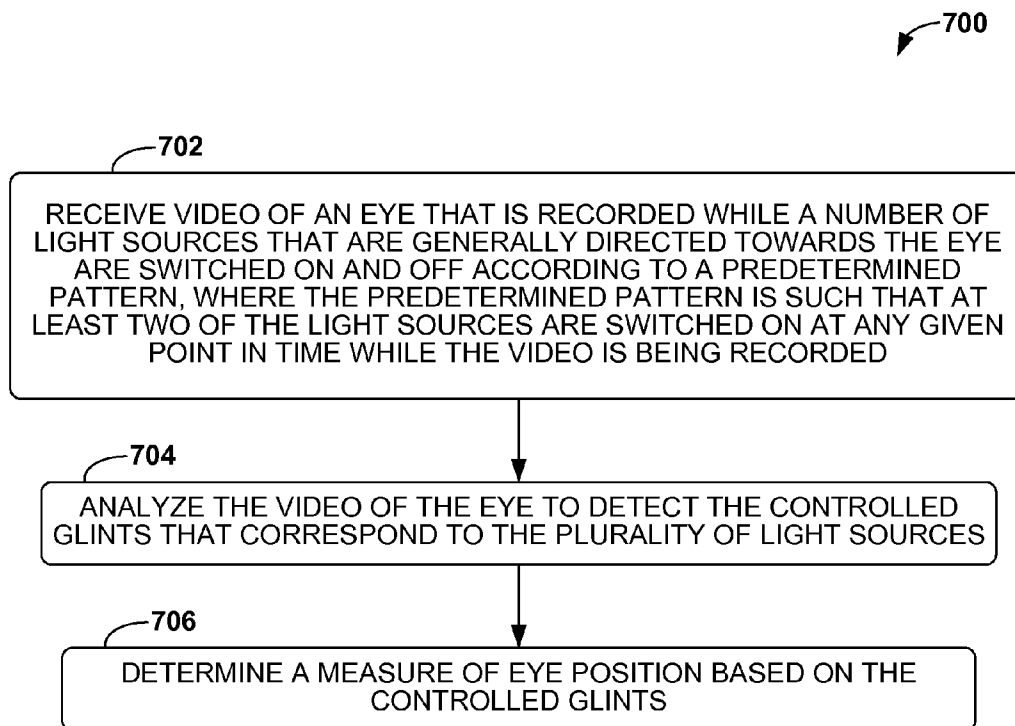 700
702
RECEIVE VIDEO OF AN EYE THAT IS RECORDED WHILE A NUMBER OF
LIGHT SOURCES THAT ARE GENERALLY DIRECTED TOWARDS THE EYE
ARE SWITCHED ON AND OFF ACCORDING TO A PREDETERMINED
PATTERN, WHERE THE PREDETERMINED PATTERN IS SUCH THAT AT
LEAST TWO OF THE LIGHT SOURCES ARE SWITCHED ON AT ANY GIVEN
POINT IN TIME WHILE THE VIDEO IS BEING RECORDED
704
ANALYZE THE VIDEO OF THE EYE TO DETECT THE CONTROLLED
GLINTS THAT CORRESPOND TO THE PLURALITY OF LIGHT SOURCES
706
DETERMINE A MEASURE OF EYE POSITION BASED ON THE
CONTROLLED GLINTS